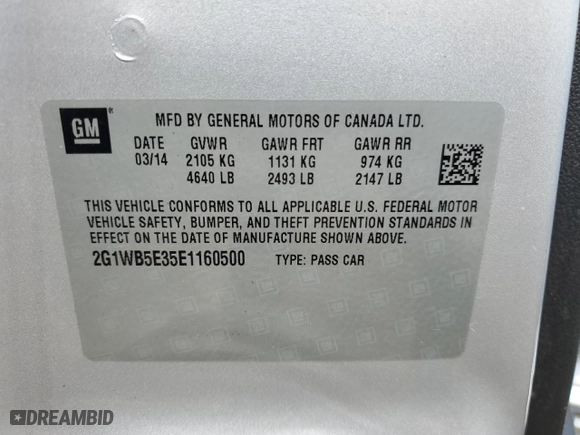 GM ®
MFD BY GENERAL MOTORS OF CANADA LTD.
DATE GVWR GAWR FRT GAWR RR
03/14 2105 KG 1131 KG 974 KG
4640 LB 2493 LB 2147 LB
THIS VEHICLE CONFORMS TO ALL APPLICABLE U.S. FEDERAL MOTOR
VEHICLE SAFETY, BUMPER, AND THEFT PREVENTION STANDARDS IN
EFFECT ON THE DATE OF MANUFACTURE SHOWN ABOVE.
2G1WB5E35E1160500 TYPE: PASS CAR
DREAMBID